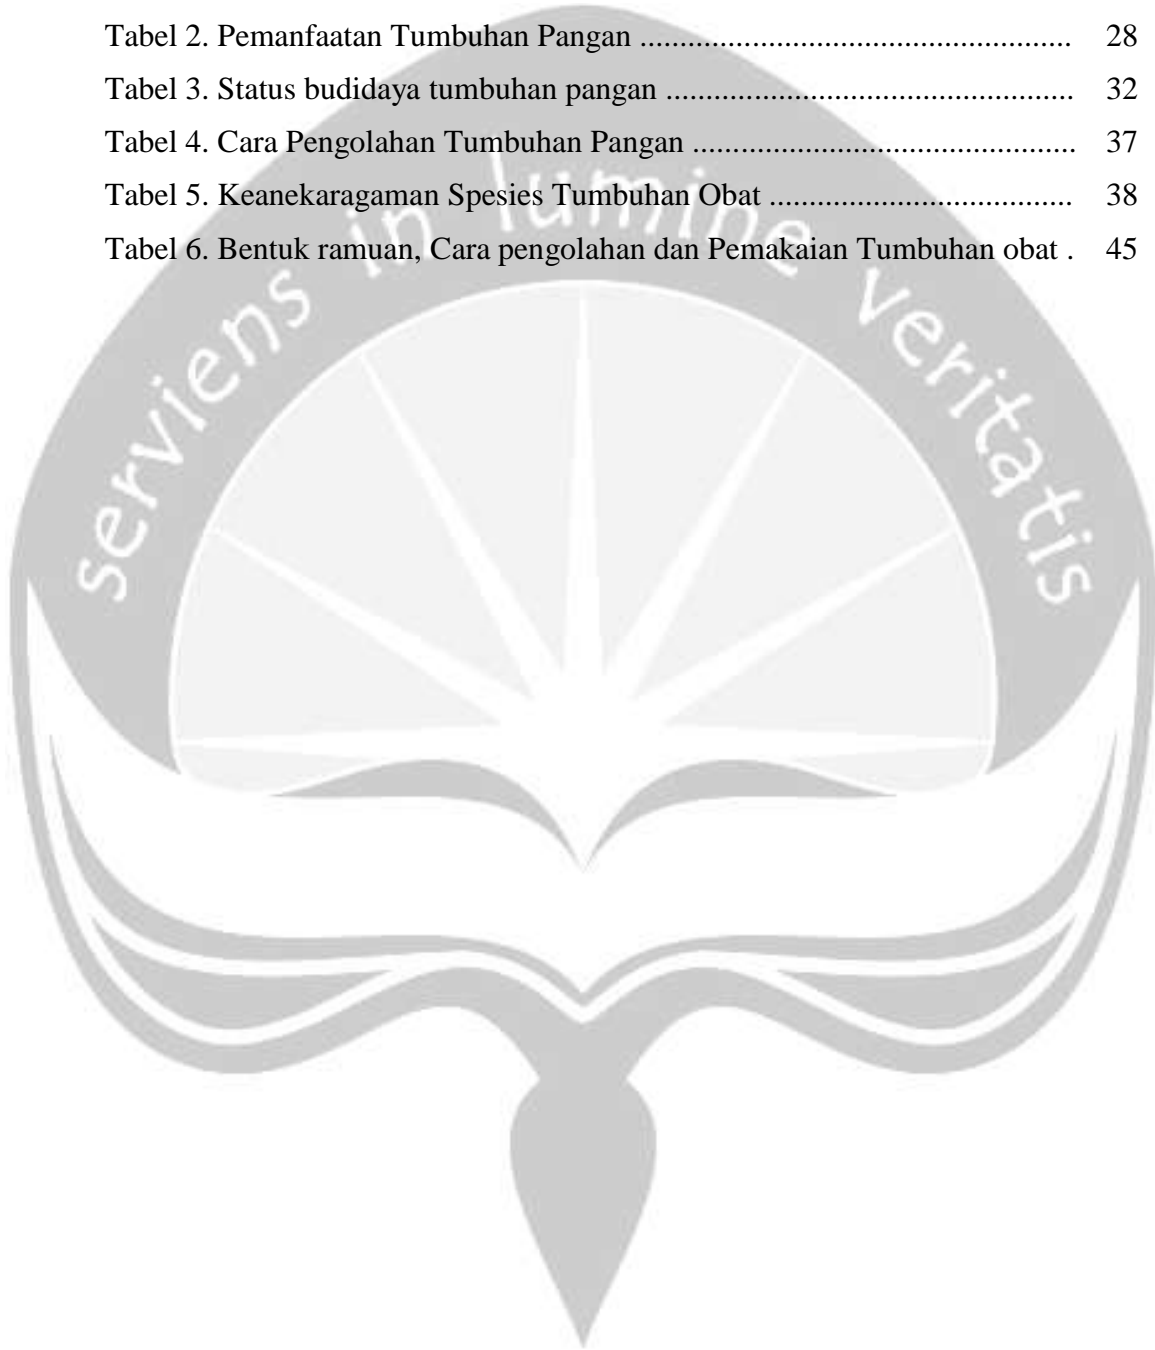 Tabel 2. Pemanfaatan Tumbuhan Pangan ...................................................... 28
Tabel 3. Status budidaya tumbuhan pangan ................................................... 32
Tabel 4. Cara Pengolahan Tumbuhan Pangan ................................................ 37
Tabel 5. Keanekaragaman Spesies Tumbuhan Obat ...................................... 38
Tabel 6. Bentuk ramuan, Cara pengolahan dan Pemakaian Tumbuhan obat . 45
serviens in lumine veritatis